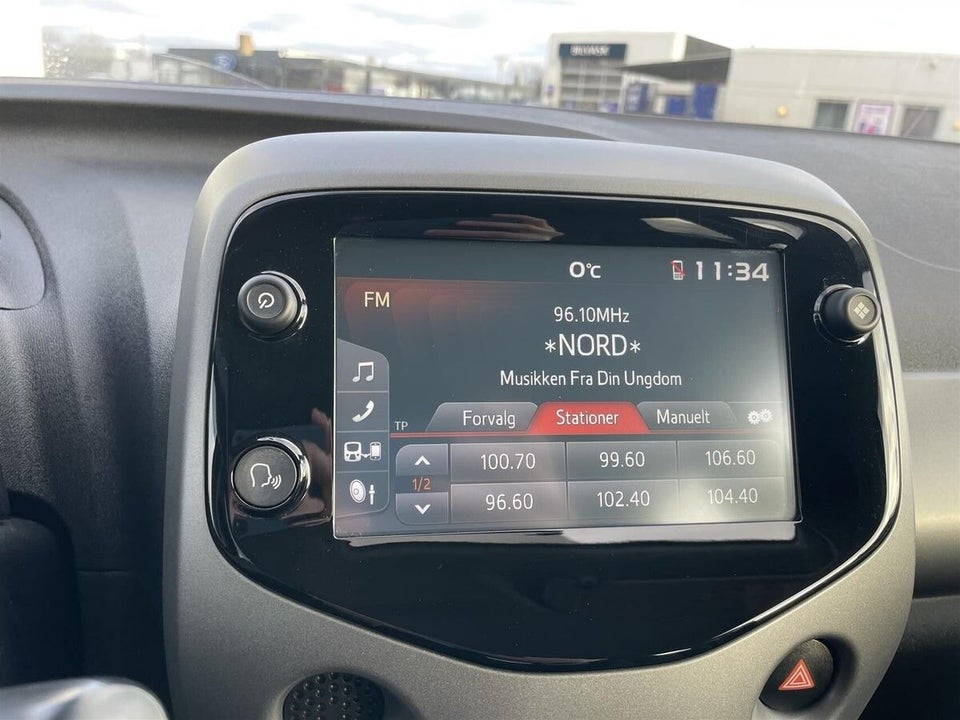 0°C 11:34
FM
96.10MHz
*NORD*
Musikken Fra Din Ungdom
TP Forvalg Stationer Manuelt
100.70 99.60 106.60
1/2
96.60 102.40 104.40